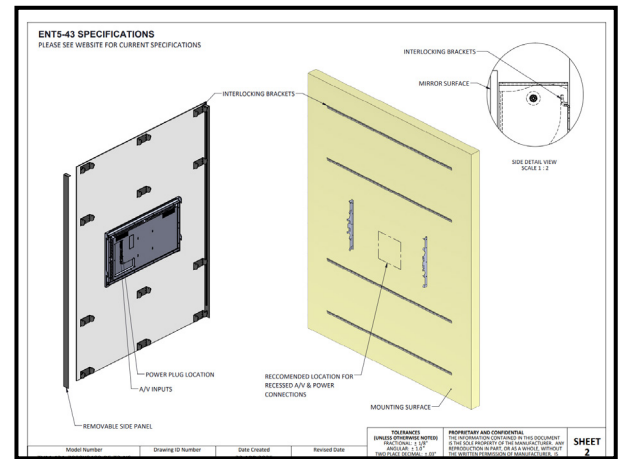 ENT5-43 SPECIFICATIONS
PLEASE SEE WEBSITE FOR CURRENT SPECIFICATIONS
INTERLOCKING BRACKETS
MIRROR SURFACE
INTERLOCKING BRACKETS
SIDE DETAIL VIEW
SCALE 1 : 2
POWER PLUG LOCATION
A/V INPUTS
REMOVABLE SIDE PANEL
RECCOMENDED LOCATION FOR
RECESSED A/V & POWER
CONNECTIONS
MOUNTING SURFACE
Model Number
Drawing ID Number
Date Created
Revised Date
TOLERANCES
(UNLESS OTHERWISE NOTED)
FRACTIONAL: ± 1/8"
ANGULAR: ± 1.0°
TWO PLACE DECIMAL: ± .03"
PROPRIETARY AND CONFIDENTIAL
THE INFORMATION CONTAINED IN THIS DOCUMENT
IS THE SOLE PROPERTY OF THE MANUFACTURER. ANY
REPRODUCTION IN PART, OR AS A WHOLE, WITHOUT
THE WRITTEN PERMISSION OF MANUFACTURER, IS
SHEET
2